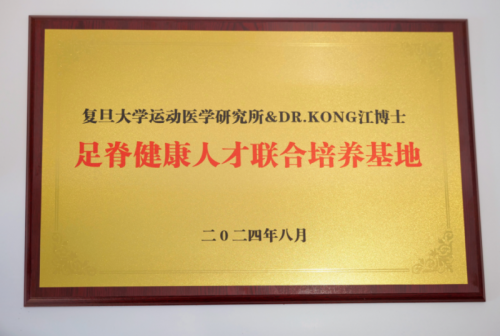 复旦大学运动医学研究所&DR.KONG江博士
足脊健康人才联合培养基地
二0二四年八月